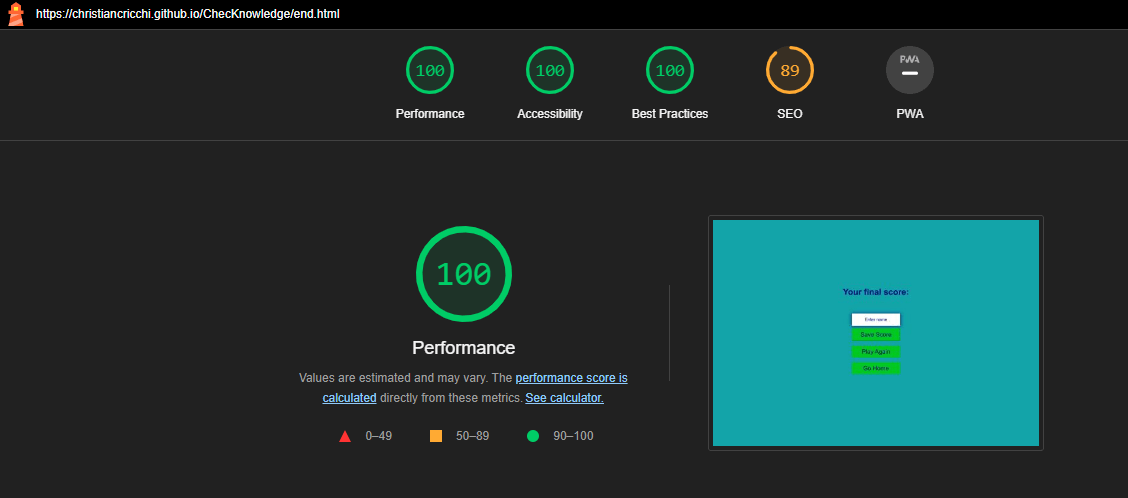 https://christiancricchi.github.io/ChecKnowledge/end.html
100 100 100 89 PWA
Performance Accessibility Best Practices SEO PWA
100
Performance
Values are estimated and may vary. The performance score is
calculated directly from these metrics. See calculator.
0–49 50–89 90–100
Your final score:
Enter name
Save Score
Play Again
Go Home